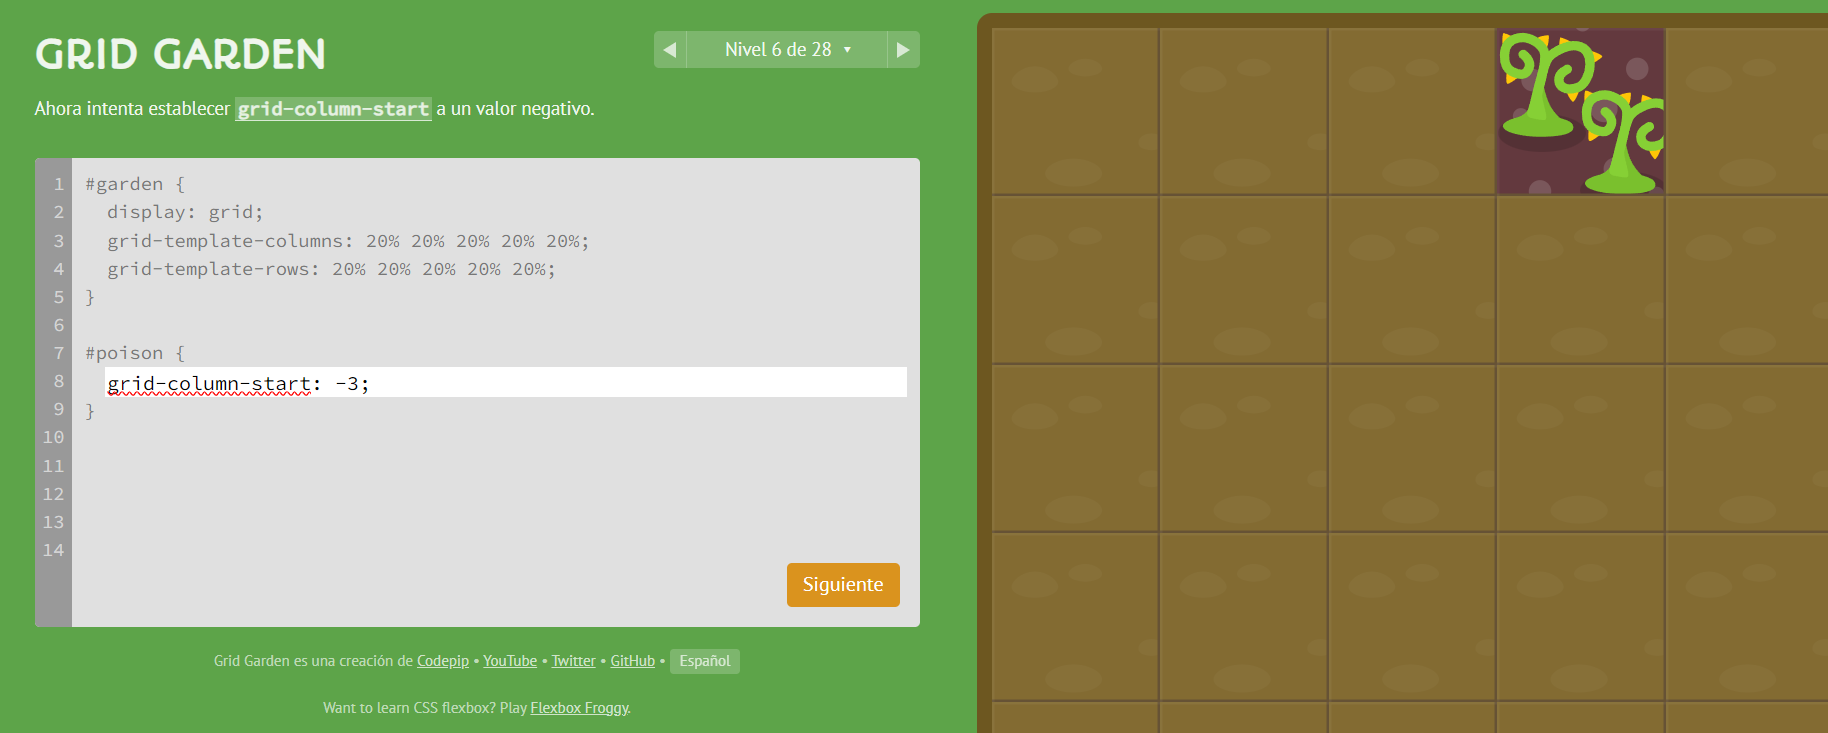 GRID GARDEN
◀ Nivel 6 de 28 ▼ ▶
Ahora intenta establecer grid-column-start a un valor negativo.
1 #garden {
2 display: grid;
3 grid-template-columns: 20% 20% 20% 20% 20%;
4 grid-template-rows: 20% 20% 20% 20% 20%;
5 }
6
7 #poison {
8 grid-column-start: -3;
9 }
10
11
12
13
14
Siguiente
Grid Garden es una creación de Codepip • YouTube • Twitter • GitHub • Español
Want to learn CSS flexbox? Play Flexbox Froggy.